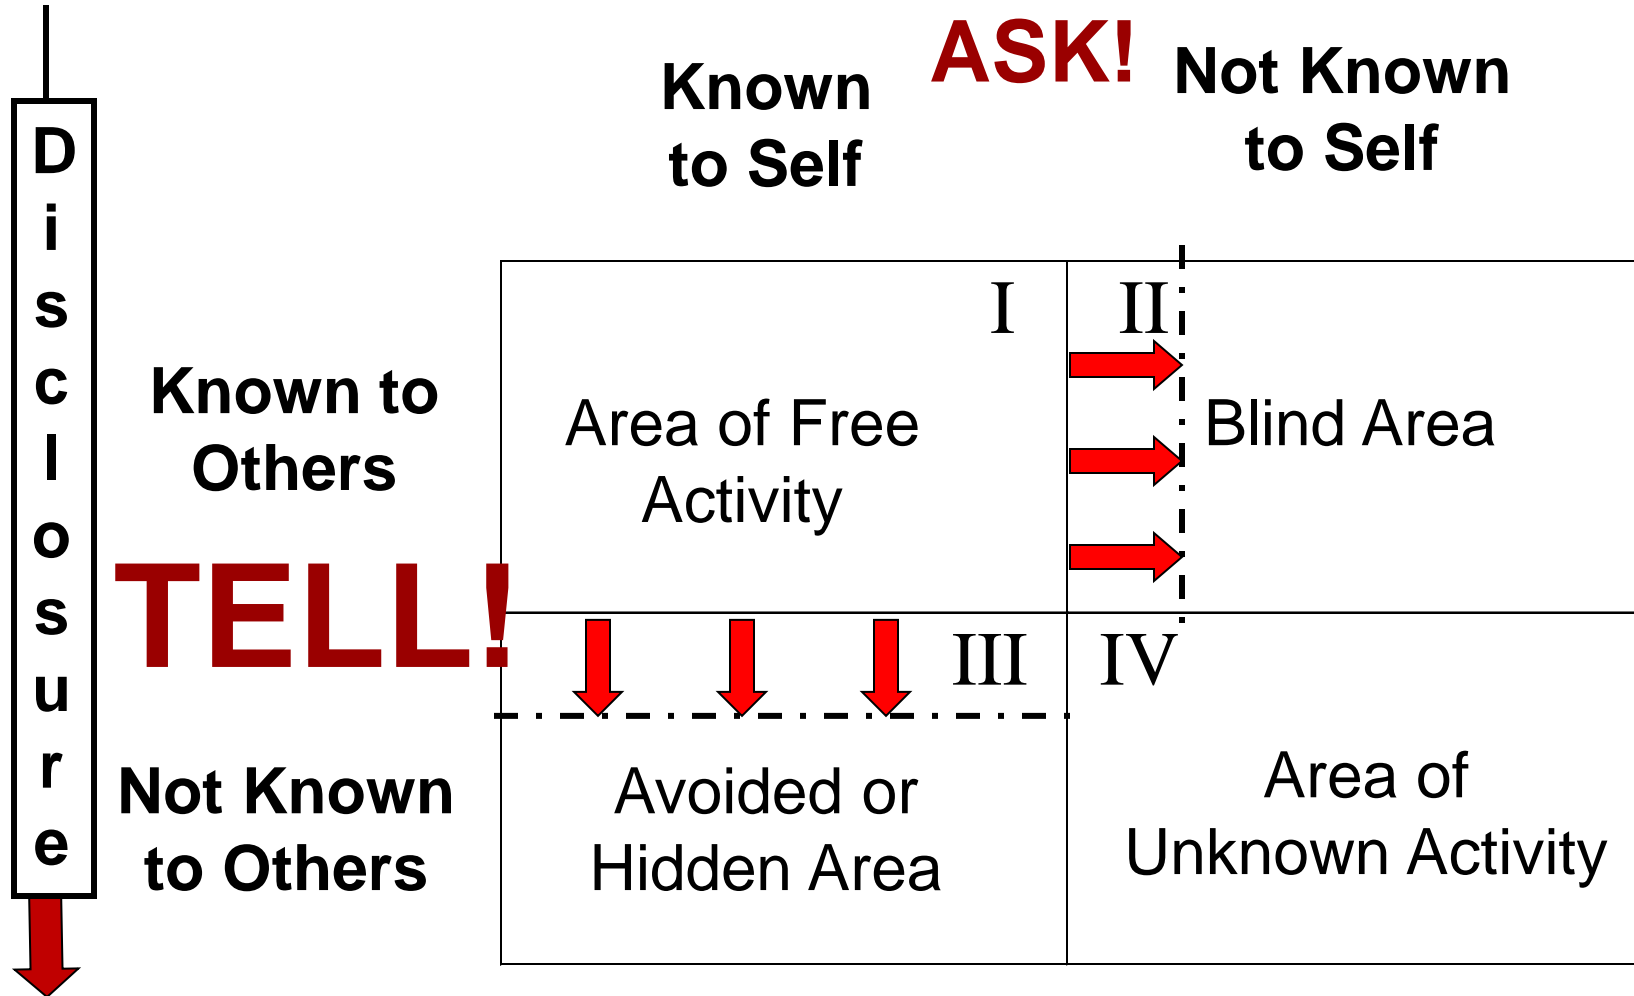 ASK!
Known
to Self
Not Known
to Self
Disclosure
I
II
Known to
Others
Area of Free
Activity
Blind Area
TELL!
III
IV
Not Known
to Others
Avoided or
Hidden Area
Area of
Unknown Activity